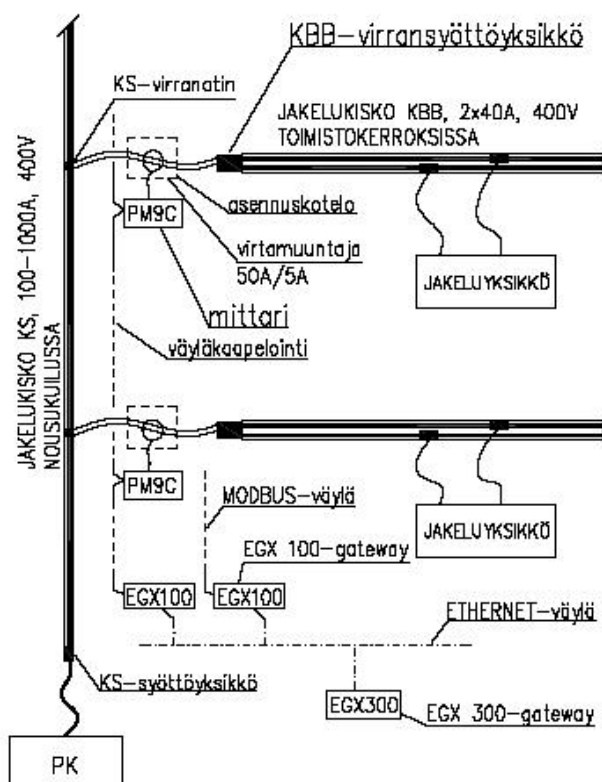 KBB-virransyöttöyksikkö
KS-virranotin
JAKELUKISKO KBB, 2x40A, 400V
TOIMISTOKERROKSISSA
asennuskotelo
PM9C
virtamuuntaja
50A/5A
JAKELUYKSIKKÖ
mittari
väyläkaapelointi
JAKELUKISKO KS, 100-1000A, 400V
NOUSUKUILUSSA
PM9C
MODBUS-väylä
JAKELUYKSIKKÖ
EGX 100-gateway
EGX100
EGX100
ETHERNET-väylä
KS-syöttöyksikkö
EGX300
EGX 300-gateway
PK